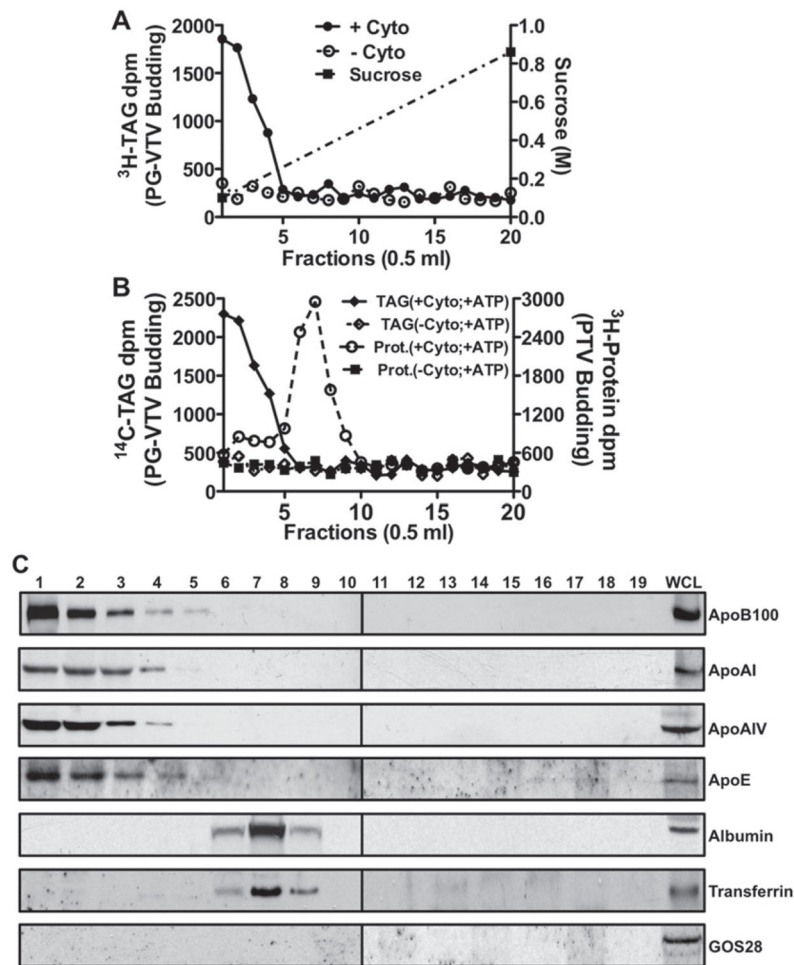 A
+ Cyto
- Cyto
Sucrose
³H-TAG dpm
(PG-VTV Budding)
2000
1500
1000
500
0
1.0
0.8
0.6
0.4
0.2
0.0
Sucrose (M)
5 10 15 20
Fractions (0.5 ml)
B
TAG(+Cyto;+ATP)
TAG(-Cyto;+ATP)
Prot.(+Cyto;+ATP)
Prot.(-Cyto;+ATP)
¹⁴C-TAG dpm
(PG-VTV Budding)
2500
2000
1500
1000
500
0
3000
2400
1800
1200
600
0
³H-Protein dpm
(PTV Budding)
5 10 15 20
Fractions (0.5 ml)
C
1 2 3 4 5 6 7 8 9 10 11 12 13 14 15 16 17 18 19 WCL
ApoB100
ApoAI
ApoAIV
ApoE
Albumin
Transferrin
GOS28